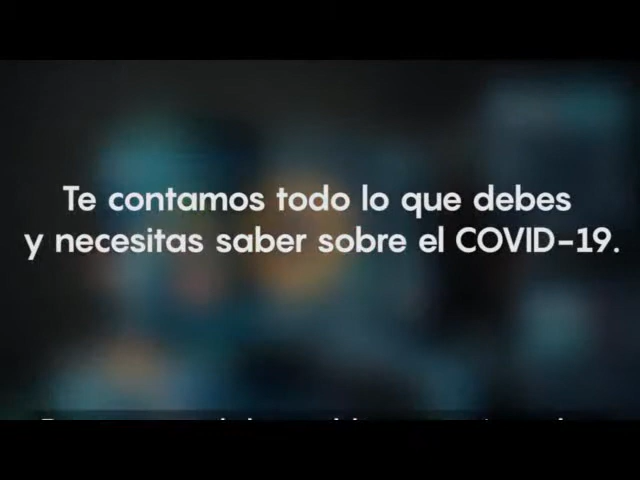 Te contamos todo lo que debes
y necesitas saber sobre el COVID-19.